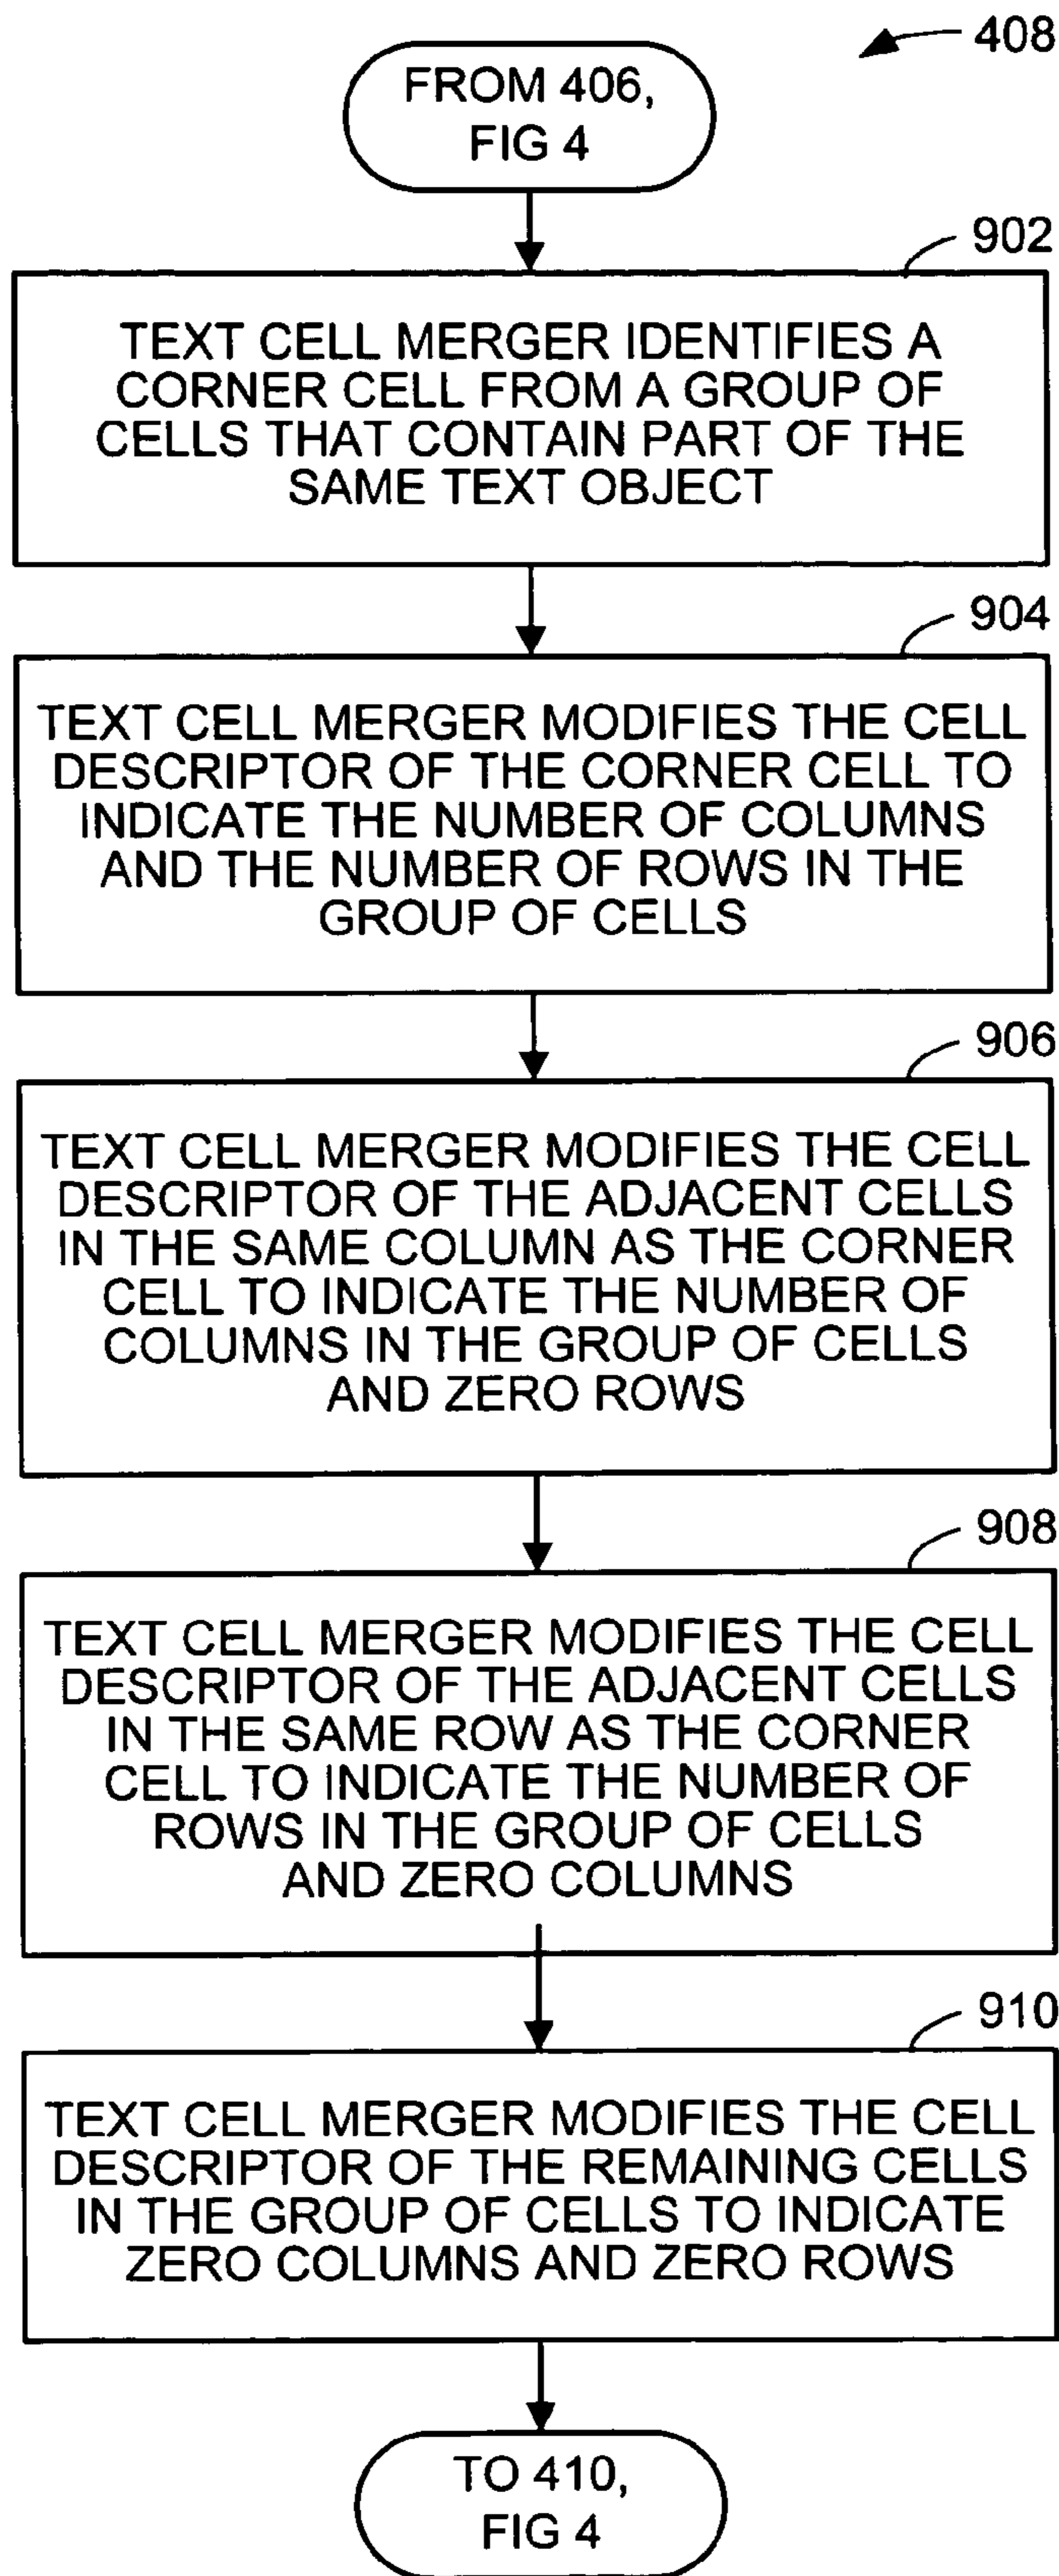 408
FROM 406,
FIG 4
902
TEXT CELL MERGER IDENTIFIES A
CORNER CELL FROM A GROUP OF
CELLS THAT CONTAIN PART OF THE
SAME TEXT OBJECT
904
TEXT CELL MERGER MODIFIES THE CELL
DESCRIPTOR OF THE CORNER CELL TO
INDICATE THE NUMBER OF COLUMNS
AND THE NUMBER OF ROWS IN THE
GROUP OF CELLS
906
TEXT CELL MERGER MODIFIES THE CELL
DESCRIPTOR OF THE ADJACENT CELLS
IN THE SAME COLUMN AS THE CORNER
CELL TO INDICATE THE NUMBER OF
COLUMNS IN THE GROUP OF CELLS
AND ZERO ROWS
908
TEXT CELL MERGER MODIFIES THE CELL
DESCRIPTOR OF THE ADJACENT CELLS
IN THE SAME ROW AS THE CORNER
CELL TO INDICATE THE NUMBER OF
ROWS IN THE GROUP OF CELLS
AND ZERO COLUMNS
910
TEXT CELL MERGER MODIFIES THE CELL
DESCRIPTOR OF THE REMAINING CELLS
IN THE GROUP OF CELLS TO INDICATE
ZERO COLUMNS AND ZERO ROWS
TO 410,
FIG 4